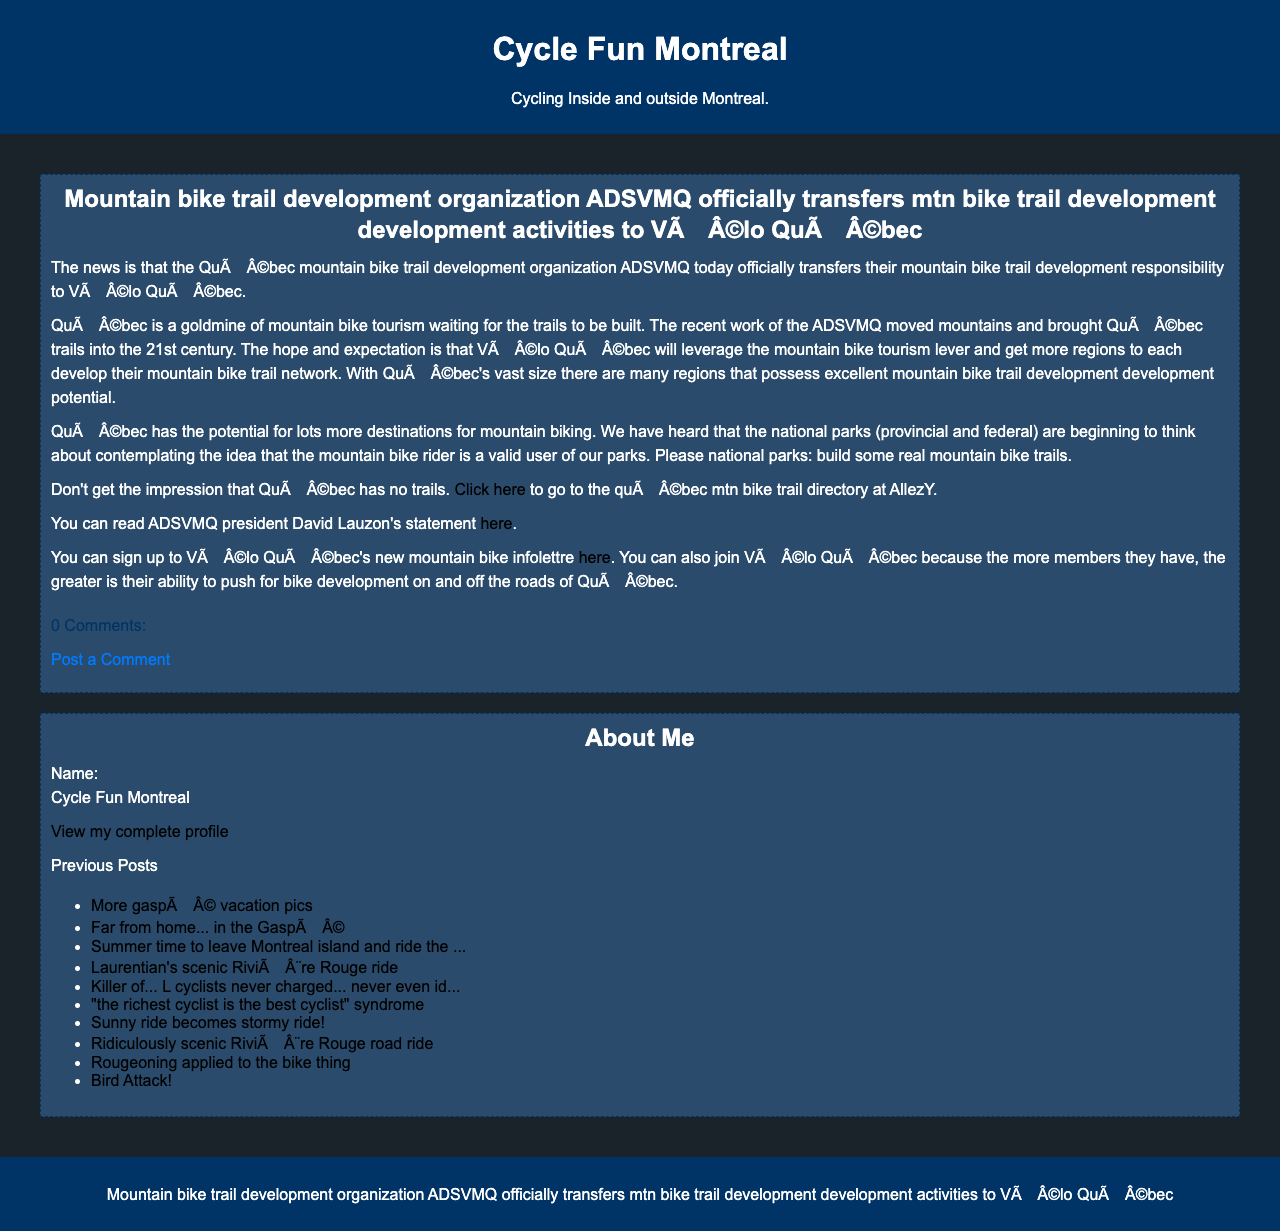 Cycle Fun Montreal
Cycling Inside and outside Montreal.
Mountain bike trail development organization ADSVMQ officially transfers mtn bike trail development
development activities to VÃ Â©lo QuÃ Â©bec
The news is that the QuÃ Â©bec mountain bike trail development organization ADSVMQ today officially transfers their mountain bike trail development responsibility
to VÃ Â©lo QuÃ Â©bec.
QuÃ Â©bec is a goldmine of mountain bike tourism waiting for the trails to be built. The recent work of the ADSVMQ moved mountains and brought QuÃ Â©bec
trails into the 21st century. The hope and expectation is that VÃ Â©lo QuÃ Â©bec will leverage the mountain bike tourism lever and get more regions to each
develop their mountain bike trail network. With QuÃ Â©bec's vast size there are many regions that possess excellent mountain bike trail development development
potential.
QuÃ Â©bec has the potential for lots more destinations for mountain biking. We have heard that the national parks (provincial and federal) are beginning to think
about contemplating the idea that the mountain bike rider is a valid user of our parks. Please national parks: build some real mountain bike trails.
Don't get the impression that QuÃ Â©bec has no trails. Click here to go to the quÃ Â©bec mtn bike trail directory at AllezY.
You can read ADSVMQ president David Lauzon's statement here.
You can sign up to VÃ Â©lo QuÃ Â©bec's new mountain bike infolettre here. You can also join VÃ Â©lo QuÃ Â©bec because the more members they have, the
greater is their ability to push for bike development on and off the roads of QuÃ Â©bec.
0 Comments:
Post a Comment
About Me
Name:
Cycle Fun Montreal
View my complete profile
Previous Posts
More gaspÃ Â© vacation pics
Far from home... in the GaspÃ Â©
Summer time to leave Montreal island and ride the ...
Laurentian's scenic RiviÃ Â¨re Rouge ride
Killer of... L cyclists never charged... never even id...
"the richest cyclist is the best cyclist" syndrome
Sunny ride becomes stormy ride!
Ridiculously scenic RiviÃ Â¨re Rouge road ride
Rougeoning applied to the bike thing
Bird Attack!
Mountain bike trail development organization ADSVMQ officially transfers mtn bike trail development development activities to VÃ Â©lo QuÃ Â©bec